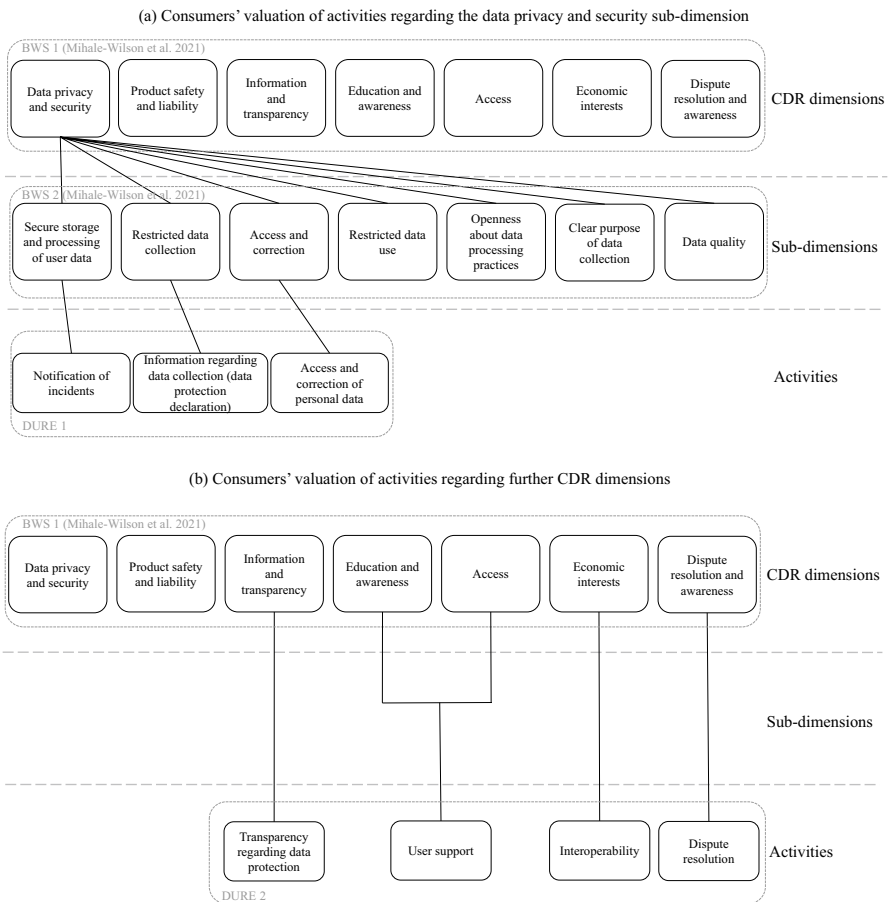 (a) Consumers’ valuation of activities regarding the data privacy and security sub-dimension
BWS 1 (Mihale-Wilson et al. 2021)
Data privacy
and security
Product safety
and liability
Information
and
transparency
Education and
awareness
Access
Economic
interests
Dispute
resolution and
awareness
CDR dimensions
BWS 2 (Mihale-Wilson et al. 2021)
Secure storage
and processing
of user data
Restricted data
collection
Access and
correction
Restricted data
use
Openness
about data
processing
practices
Clear purpose
of data
collection
Data quality
Sub-dimensions
Notification of
incidents
Information regarding
data collection (data
protection
declaration)
Access and
correction of
personal data
Activities
DURE 1
(b) Consumers’ valuation of activities regarding further CDR dimensions
BWS 1 (Mihale-Wilson et al. 2021)
Data privacy
and security
Product safety
and liability
Information
and
transparency
Education and
awareness
Access
Economic
interests
Dispute
resolution and
awareness
CDR dimensions
Sub-dimensions
Transparency
regarding data
protection
User support
Interoperability
Dispute
resolution
Activities
DURE 2